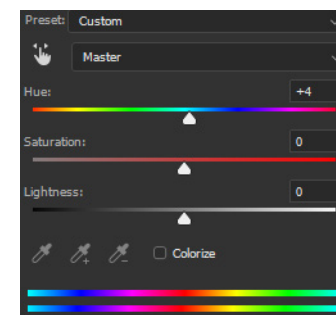 Preset: Custom
Master
Hue: +4
Saturation: 0
Lightness: 0
Colorize